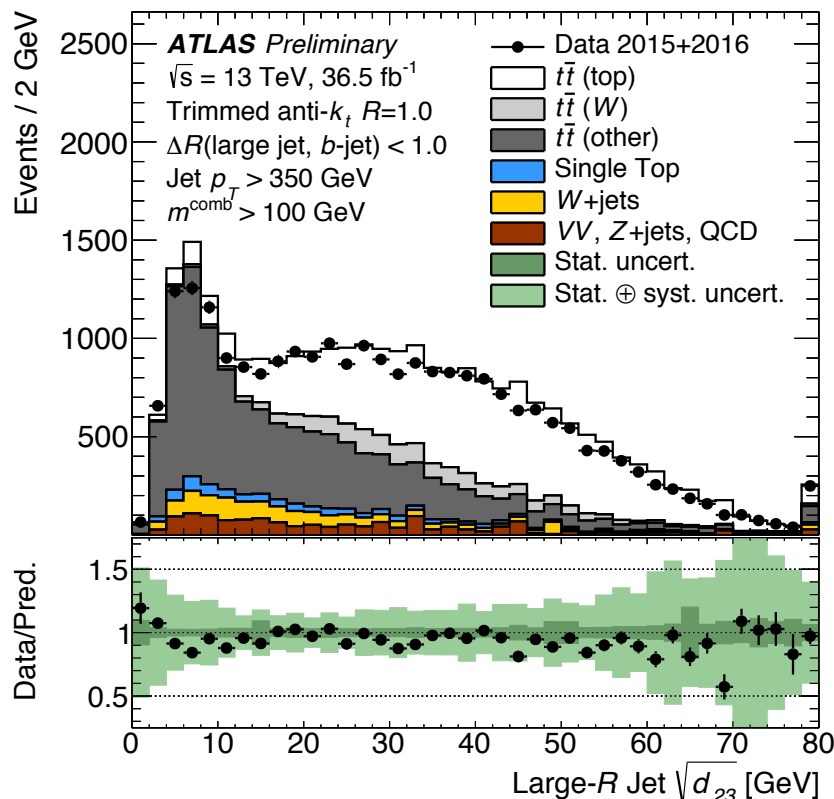 Events / 2 GeV
2500
2000
1500
1000
500
ATLAS Preliminary
√s = 13 TeV, 36.5 fb⁻¹
Trimmed anti-kₜ R=1.0
ΔR(large jet, b-jet) < 1.0
Jet p_T > 350 GeV
m^comb > 100 GeV
Data 2015+2016
tt̄ (top)
tt̄ (W)
tt̄ (other)
Single Top
W+jets
VV, Z+jets, QCD
Stat. uncert.
Stat. ⊕ syst. uncert.
Data/Pred.
1.5
1
0.5
0 10 20 30 40 50 60 70 80
Large-R Jet √d₂₃ [GeV]